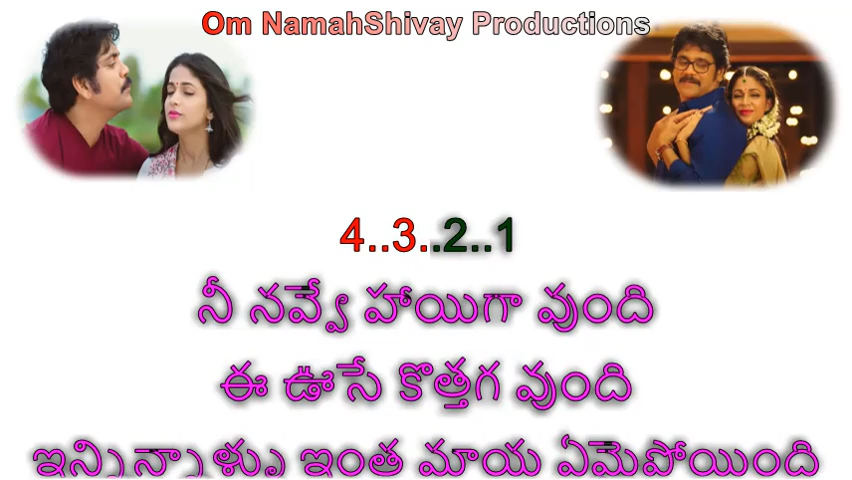 Om NamahShivay Productions
4..3..2..1
నీ నవ్వే హాయిగా వుంది
ఈ ఊసే కొత్తగ వుంది
ఇన్నిన్నాళ్ళు ఇంత మాయ ఏమైపోయింది